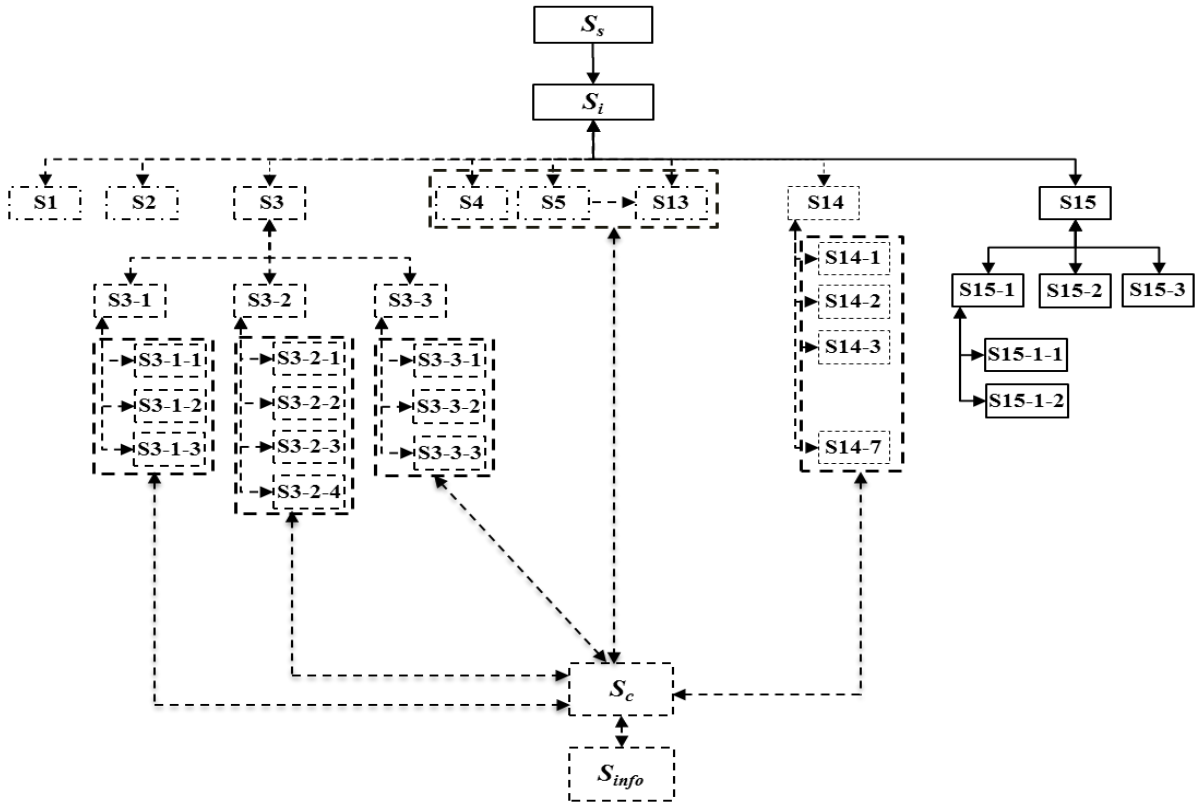 Ss
Si
S1 S2 S3 S4 S5 S13 S14 S15
S14-1
S14-2
S14-3
S14-7
S3-1 S3-2 S3-3
S15-1 S15-2 S15-3
S3-1-1
S3-1-2
S3-1-3
S3-2-1
S3-2-2
S3-2-3
S3-2-4
S3-3-1
S3-3-2
S3-3-3
S15-1-1
S15-1-2
Sc
Sinfo